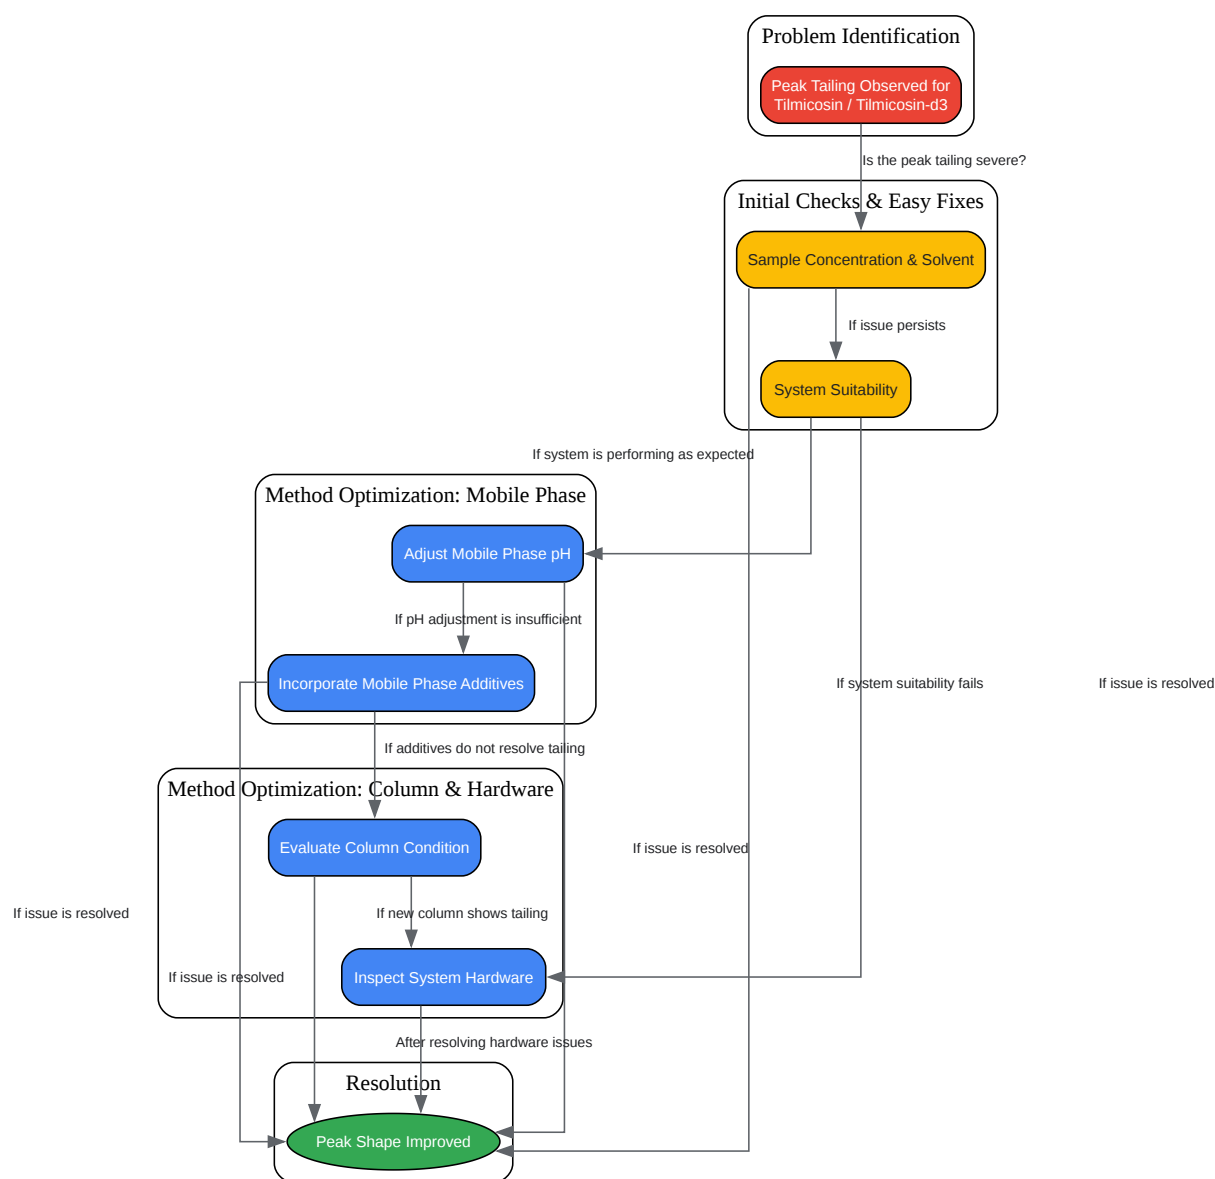 Problem Identification
Peak Tailing Observed for
Tilmicosin / Tilmicosin-d3
Is the peak tailing severe?
Initial Checks & Easy Fixes
Sample Concentration & Solvent
If issue persists
System Suitability
If system is performing as expected
Method Optimization: Mobile Phase
Adjust Mobile Phase pH
If pH adjustment is insufficient
Incorporate Mobile Phase Additives
If system suitability fails
If issue is resolved
If additives do not resolve tailing
Method Optimization: Column & Hardware
Evaluate Column Condition
If issue is resolved
If issue is resolved
If new column shows tailing
If issue is resolved
Inspect System Hardware
After resolving hardware issues
Resolution
Peak Shape Improved